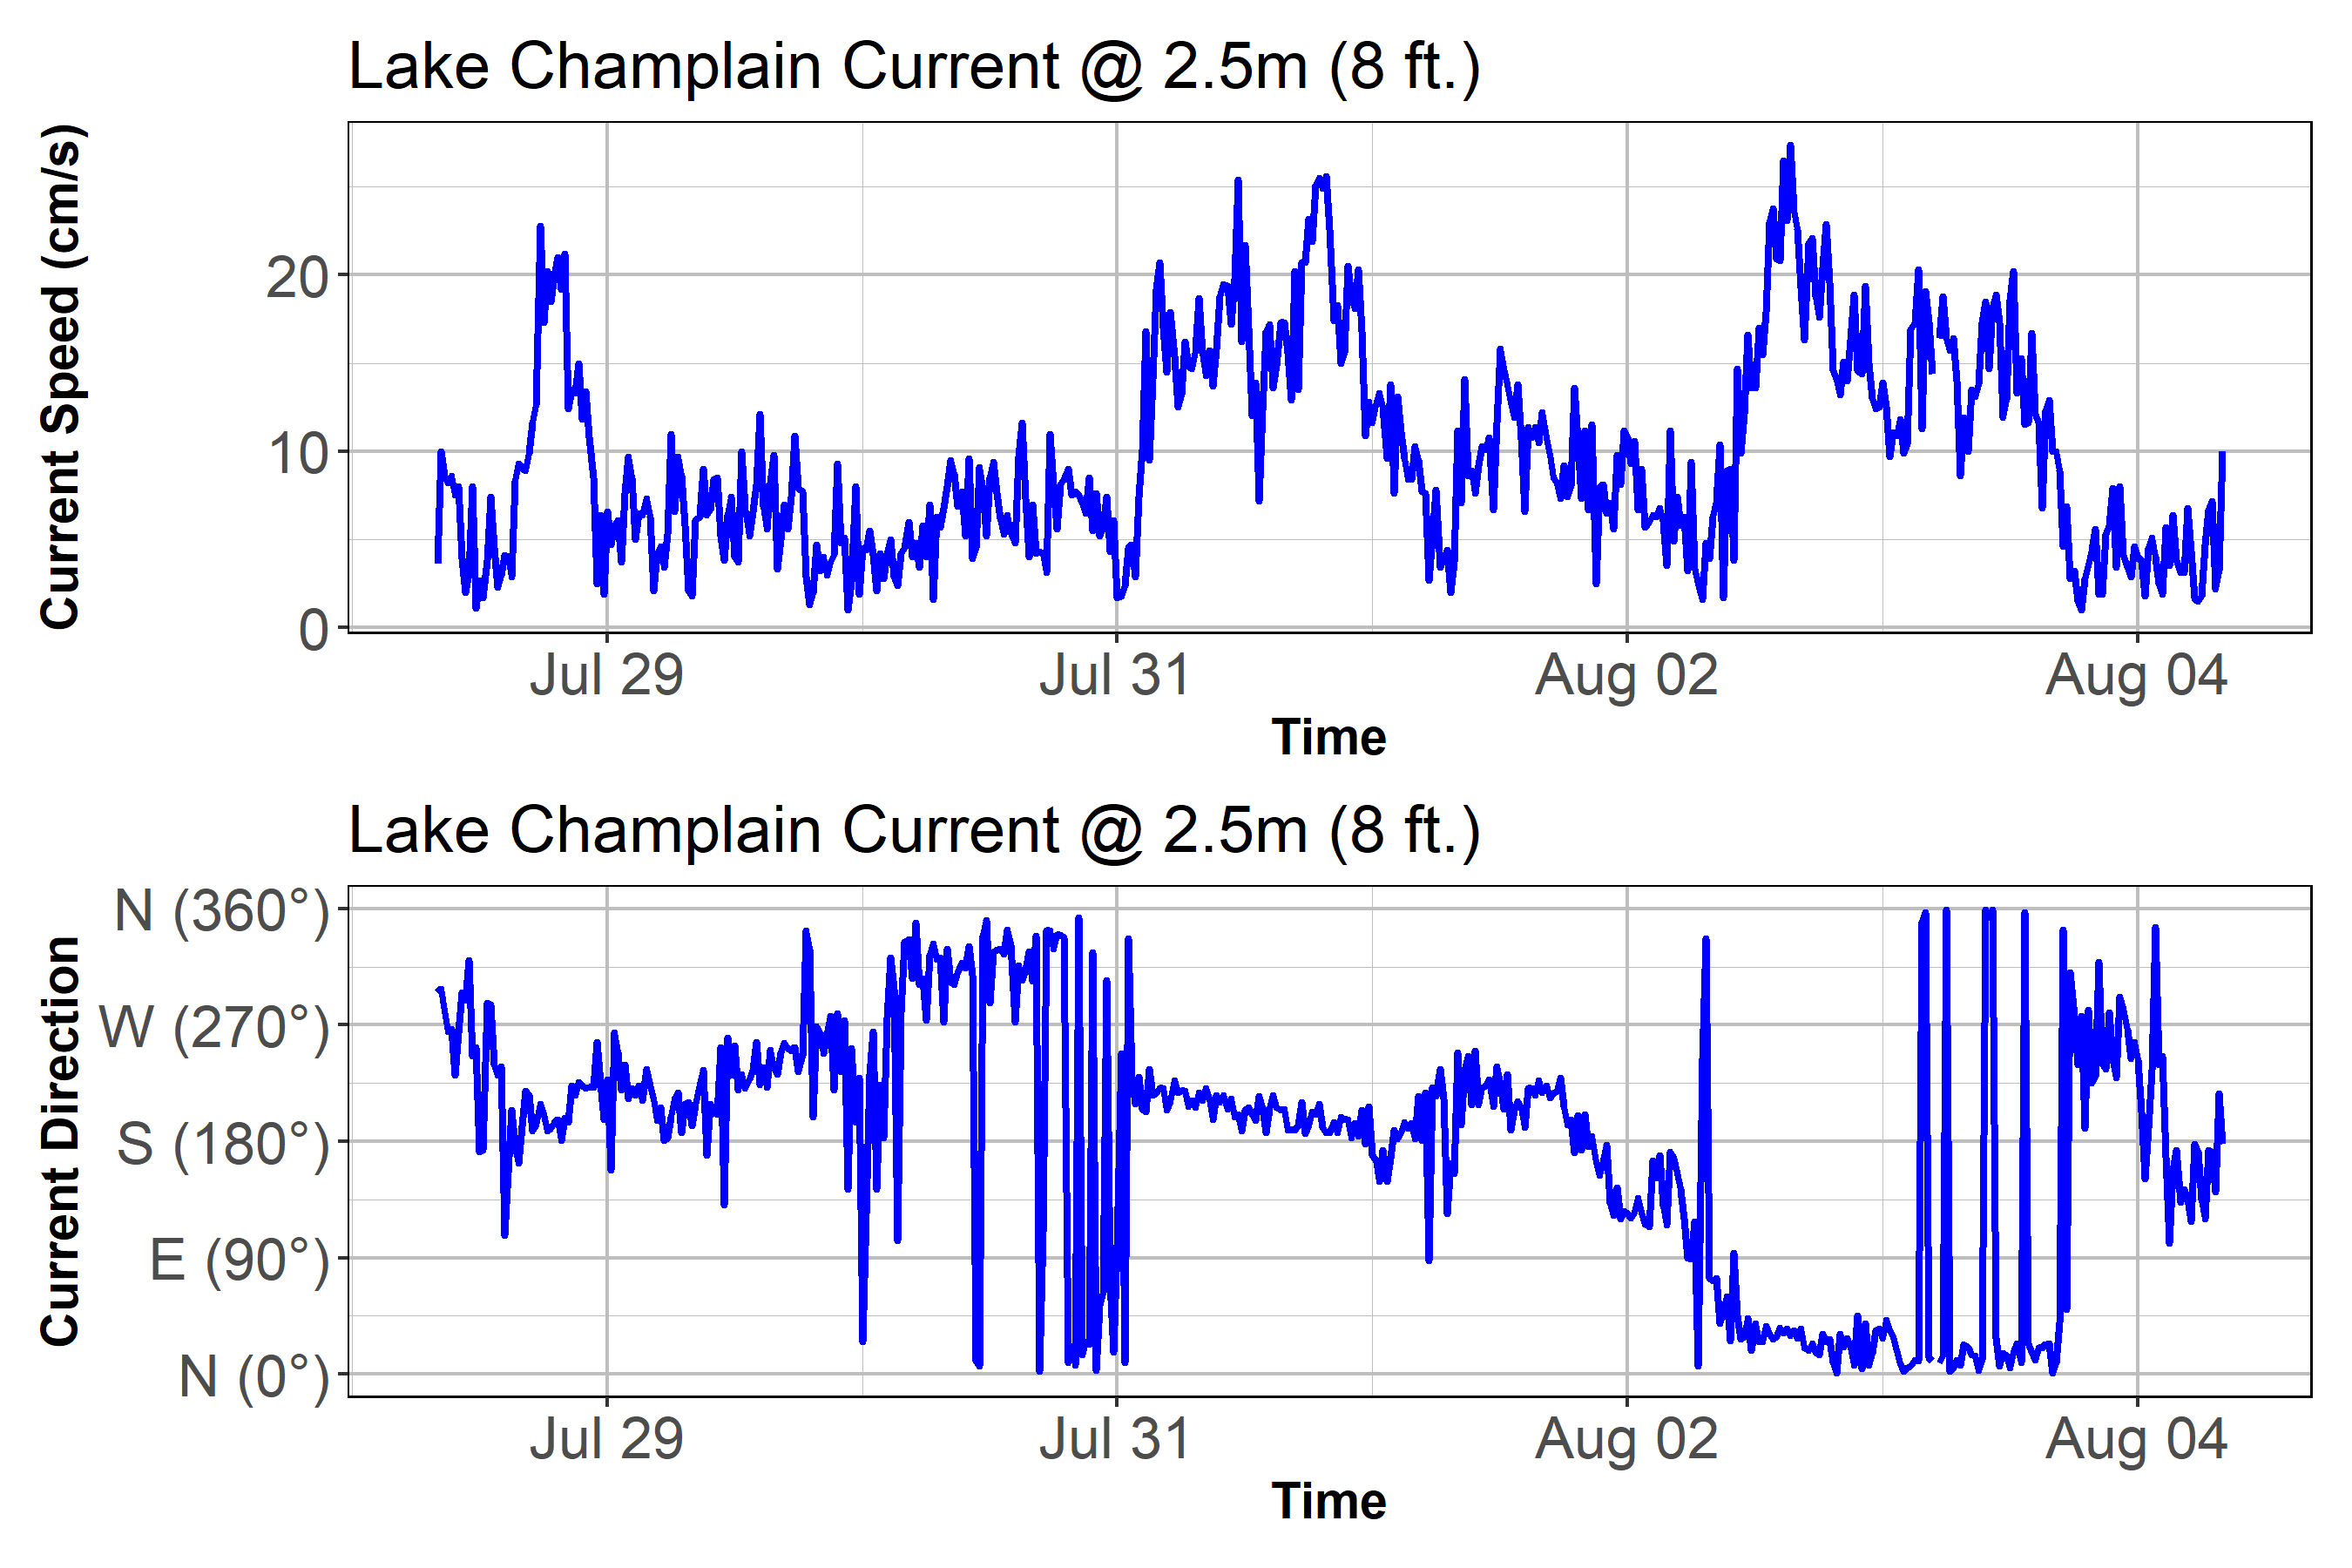 Lake Champlain Current @ 2.5m (8 ft.)
Current Speed (cm/s)
20
10
0
Jul 29 Jul 31 Aug 02 Aug 04
Time
Lake Champlain Current @ 2.5m (8 ft.)
Current Direction
N (360°)
W (270°)
S (180°)
E (90°)
N (0°)
Jul 29 Jul 31 Aug 02 Aug 04
Time